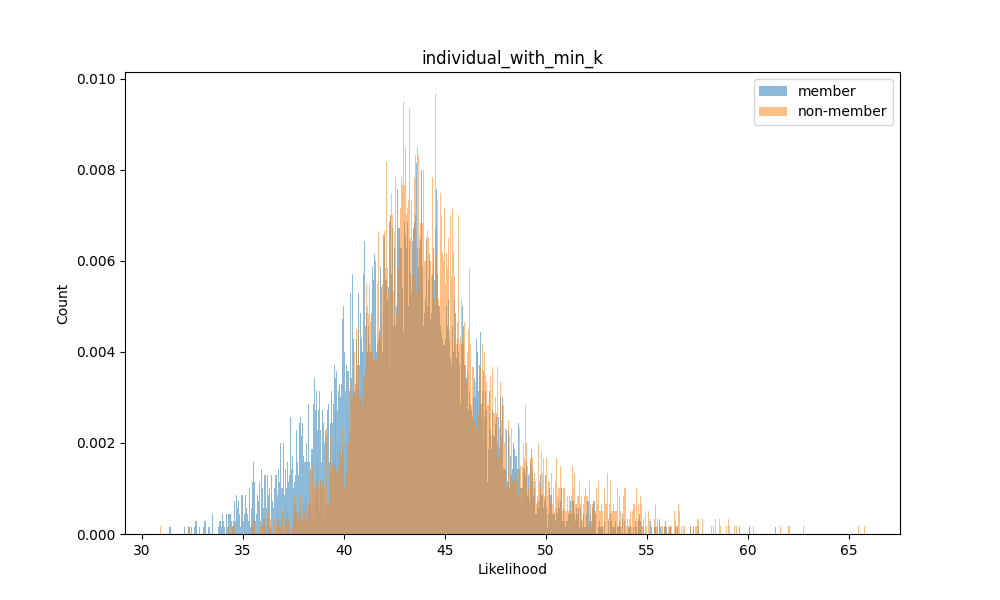 individual_with_min_k
member
non-member
Count
0.010
0.008
0.006
0.004
0.002
0.000
30 35 40 45 50 55 60 65
Likelihood